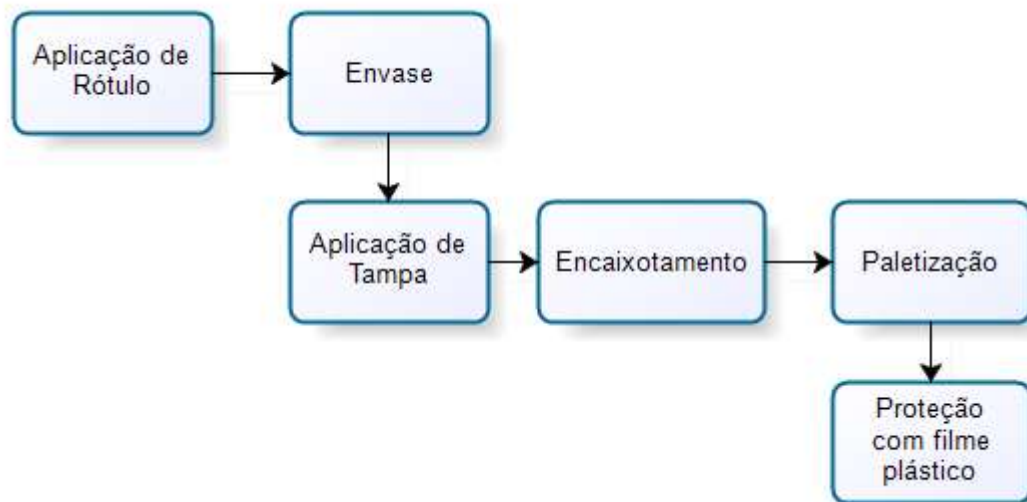 Aplicação de
Rótulo
Envase
Aplicação de
Tampa
Encaixotamento
Paletização
Proteção
com filme
plástico